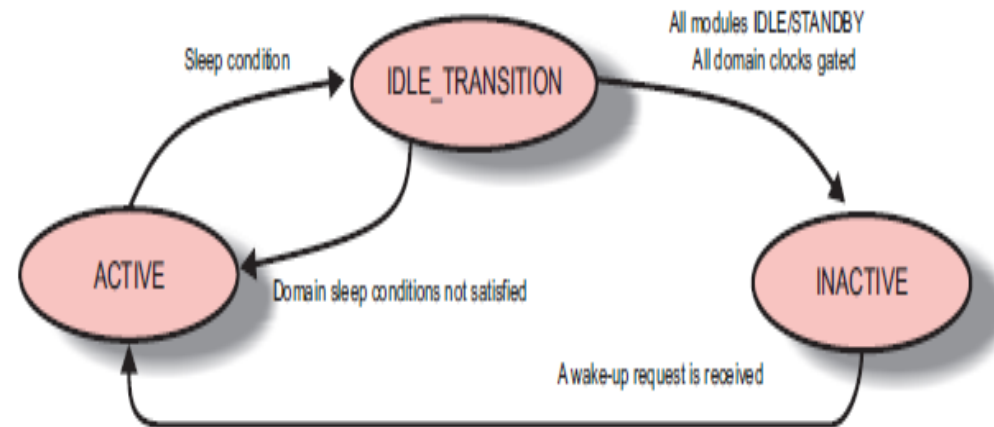 All modules IDLE/STANDBY
All domain clocks gated
Sleep condition
IDLE_TRANSITION
ACTIVE
Domain sleep conditions not satisfied
INACTIVE
A wake-up request is received